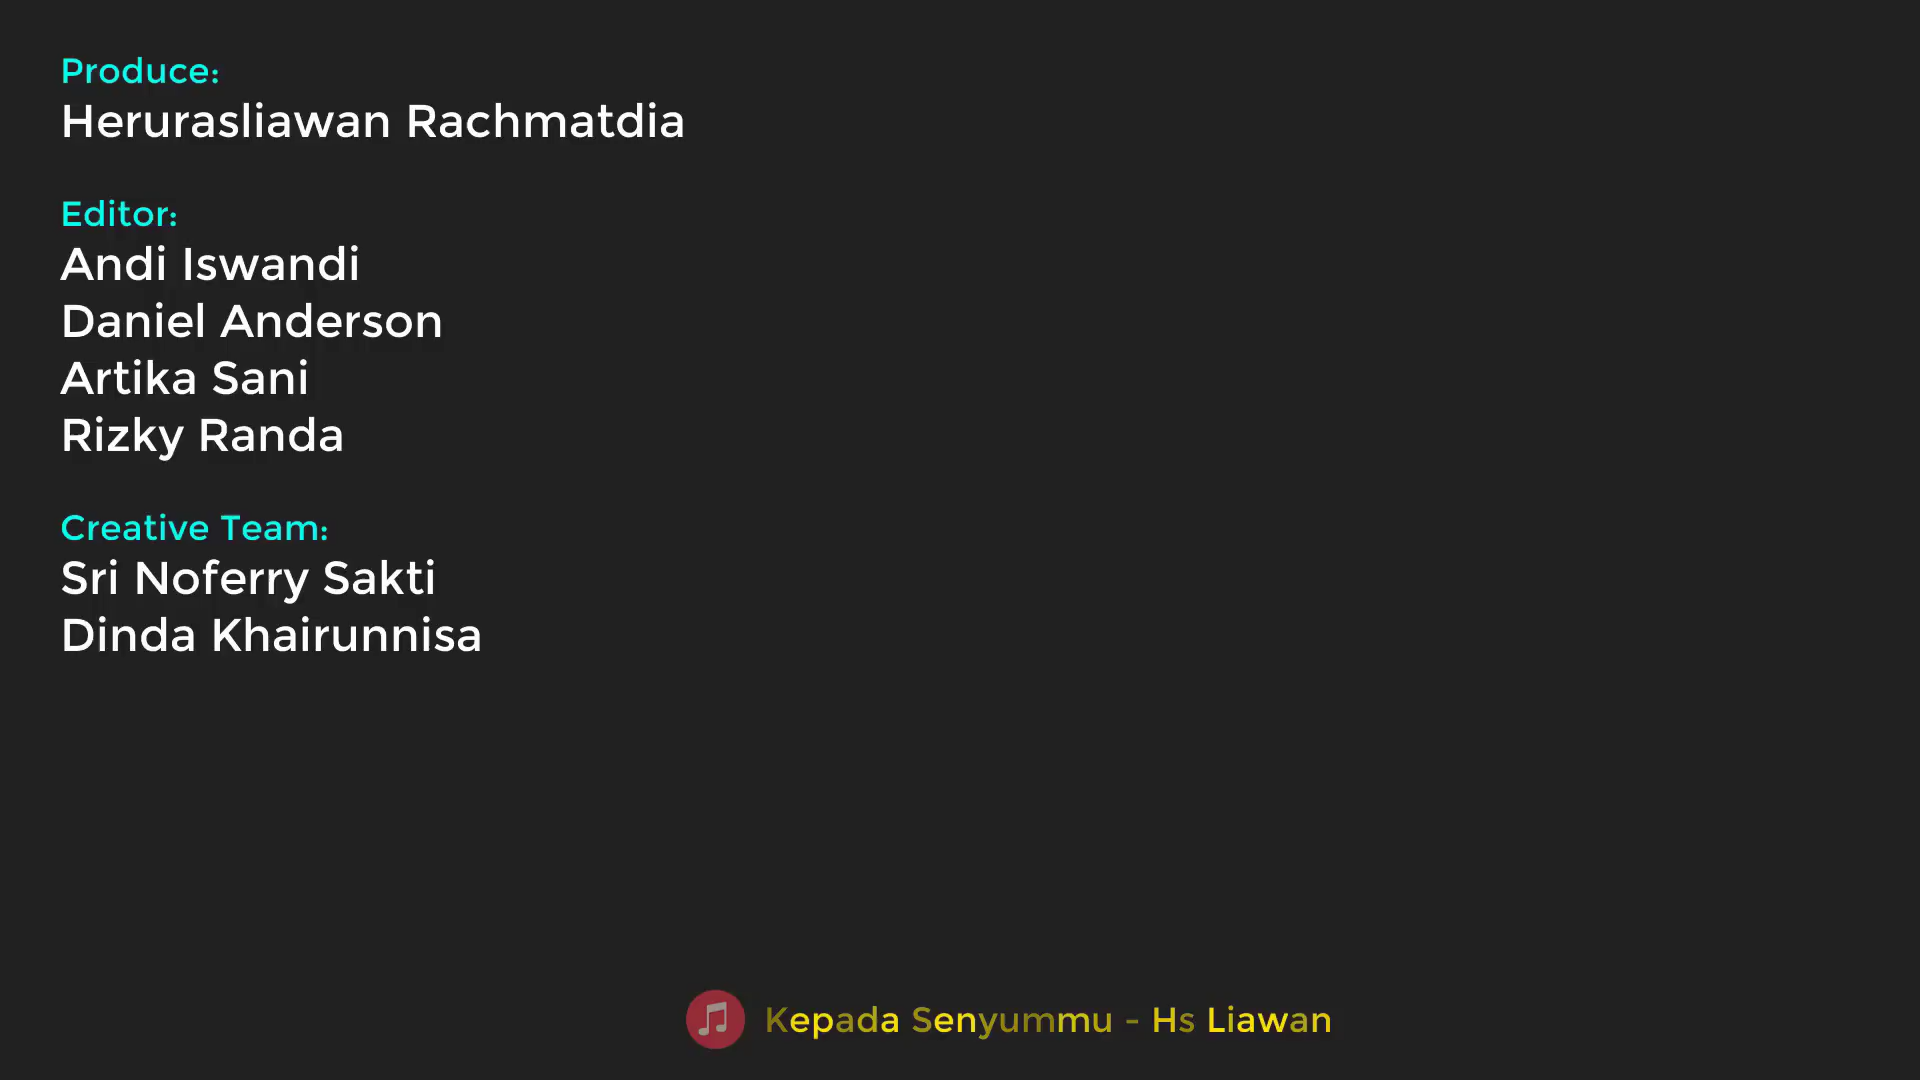 Produce:
Herurasliawan Rachmatdia
Editor:
Andi Iswandi
Daniel Anderson
Artika Sani
Rizky Randa
Creative Team:
Sri Noferry Sakti
Dinda Khairunnisa
Kepada Senyummu - Hs Liawan